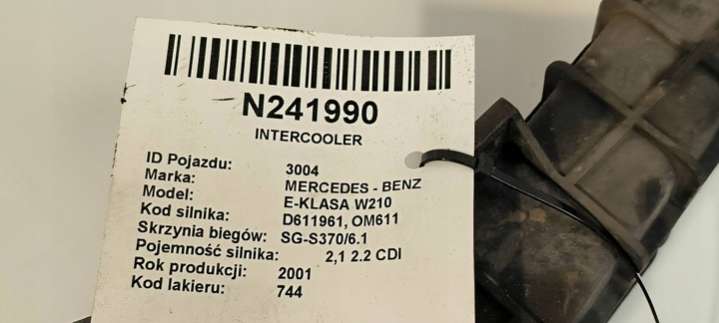 N241990
INTERCOOLER
ID Pojazdu: 3004
Marka: MERCEDES - BENZ
Model: E-KLASA W210
Kod silnika: D611961, OM611
Skrzynia biegów: SG-S370/6.1
Pojemność silnika: 2,1 2.2 CDI
Rok produkcji: 2001
Kod lakieru: 744